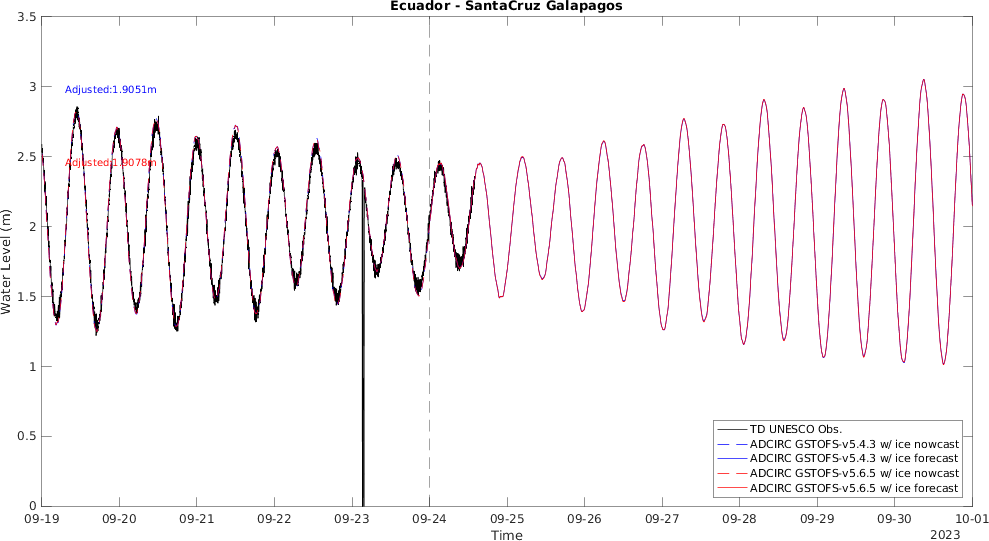 Ecuador - SantaCruz Galapagos
3.5
3
2.5
2
1.5
1
0.5
0
Water Level (m)
Adjusted:1.9051m
Adjusted:1.9078m
TD UNESCO Obs.
ADCIRC GSTOFS-v5.4.3 w/ ice nowcast
ADCIRC GSTOFS-v5.4.3 w/ ice forecast
ADCIRC GSTOFS-v5.6.5 w/ ice nowcast
ADCIRC GSTOFS-v5.6.5 w/ ice forecast
09-19 09-20 09-21 09-22 09-23 09-24 09-25 09-26 09-27 09-28 09-29 09-30 10-01
Time
2023